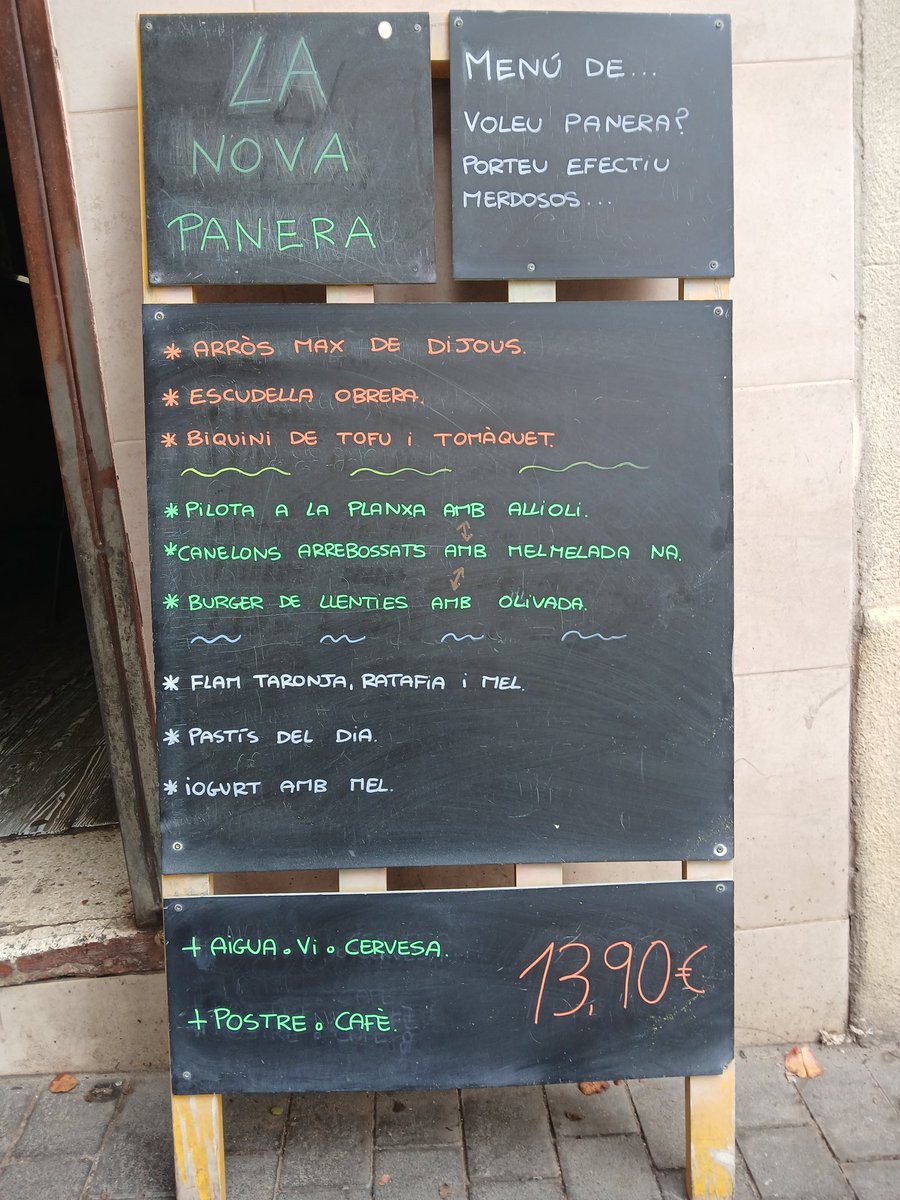 LA
NOVA
PANERA
MENÚ DE...
VOLEU PANERA?
PORTEU EFECTIU
MERDOSOS...
* ARRÒS MAX DE DIJOUS.
* ESCUDELLA OBRERA.
* BIQUINI DE TOFU I TOMÀQUET.
* PILOTA A LA PLANXA AMB ALLIOLI.
* CANELONS ARREBOSSATS AMB MELMELADA NA.
* BURGER DE LLENTIES AMB OLIVADA.
* FLAM TARONJA, RATAFIA I MEL.
* PASTÍS DEL DIA.
* IOGURT AMB MEL.
+ AIGUA o VI o CERVESA.
+ POSTRE o CAFÈ.
13,90€